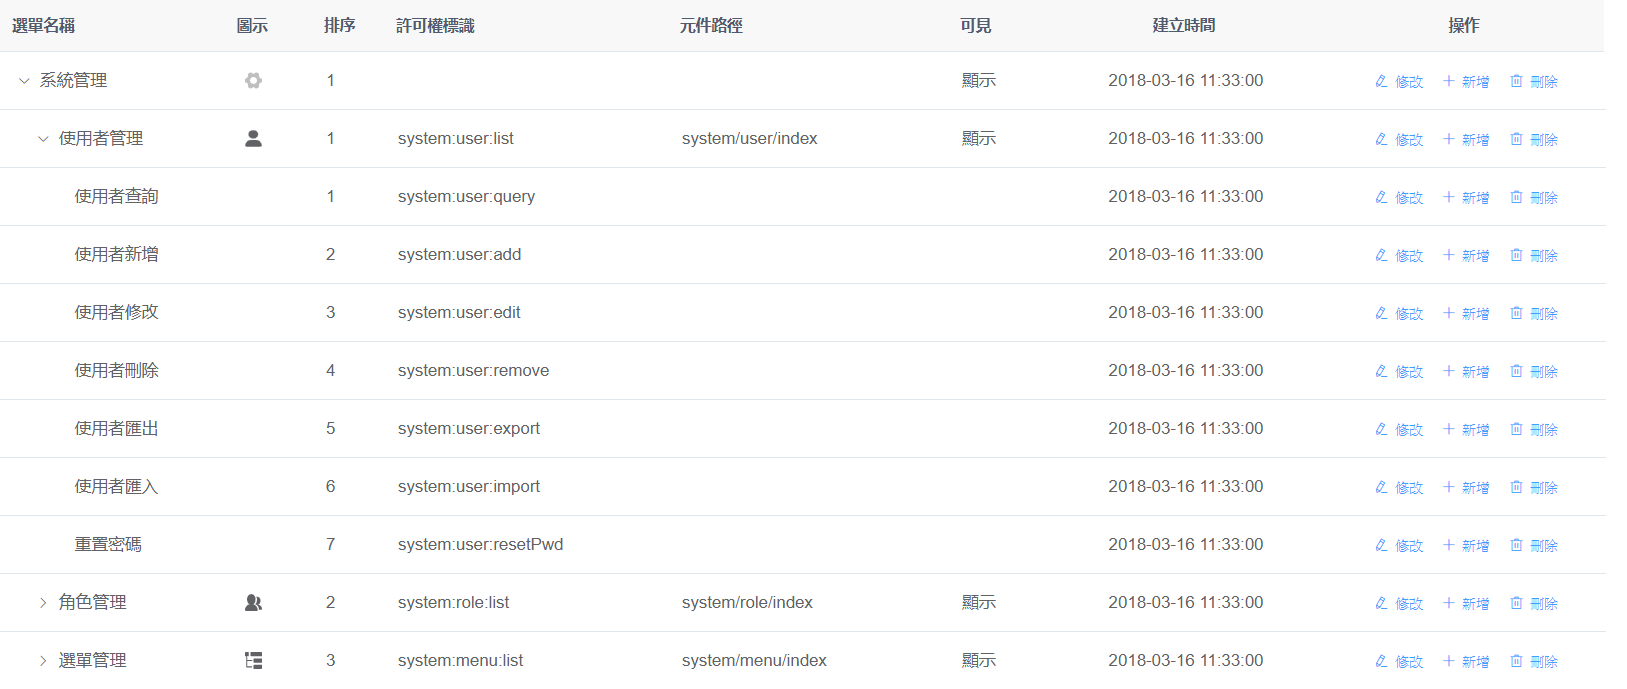 選單名稱 圖示 排序 許可權標識 元件路徑 可見 建立時間 操作
系統管理 1 顯示 2018-03-16 11:33:00 修改 新增 刪除
使用者管理 1 system:user:list system/user/index 顯示 2018-03-16 11:33:00 修改 新增 刪除
使用者查詢 1 system:user:query 2018-03-16 11:33:00 修改 新增 刪除
使用者新增 2 system:user:add 2018-03-16 11:33:00 修改 新增 刪除
使用者修改 3 system:user:edit 2018-03-16 11:33:00 修改 新增 刪除
使用者刪除 4 system:user:remove 2018-03-16 11:33:00 修改 新增 刪除
使用者匯出 5 system:user:export 2018-03-16 11:33:00 修改 新增 刪除
使用者匯入 6 system:user:import 2018-03-16 11:33:00 修改 新增 刪除
重置密碼 7 system:user:resetPwd 2018-03-16 11:33:00 修改 新增 刪除
角色管理 2 system:role:list system/role/index 顯示 2018-03-16 11:33:00 修改 新增 刪除
選單管理 3 system:menu:list system/menu/index 顯示 2018-03-16 11:33:00 修改 新增 刪除